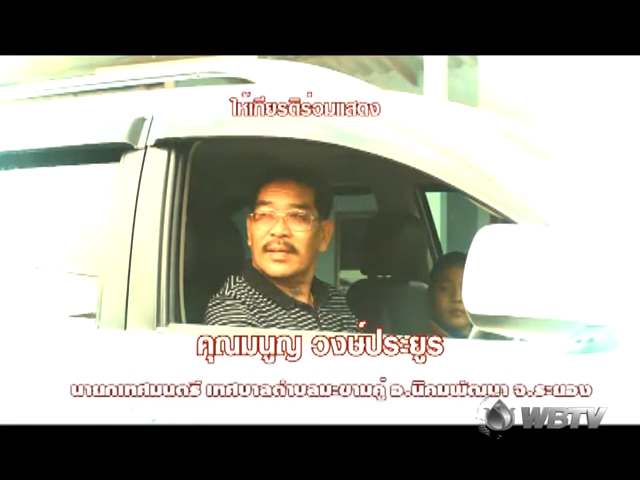 ให้เกียรติร่วมแสดง
คุณมนูญ วงษ์ประยูร
นายกเทศมนตรี เทศบาลตำบลมะขามคู่ อ.นิคมพัฒนา จ.ระยอง
WBTV